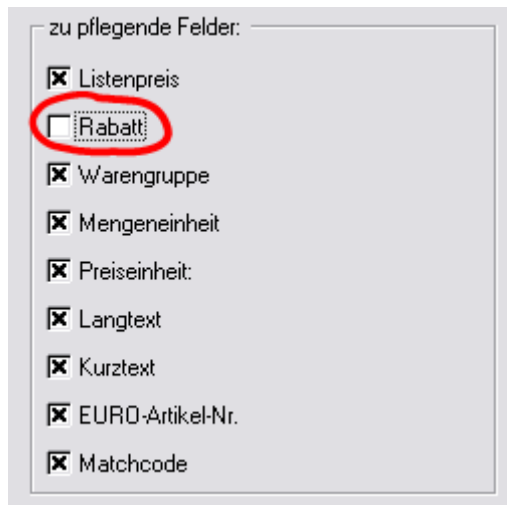 zu pflegende Felder:
Listenpreis
Rabatt
Warengruppe
Mengeneinheit
Preiseinheit:
Langtext
Kurztext
EURO-Artikel-Nr.
Matchcode